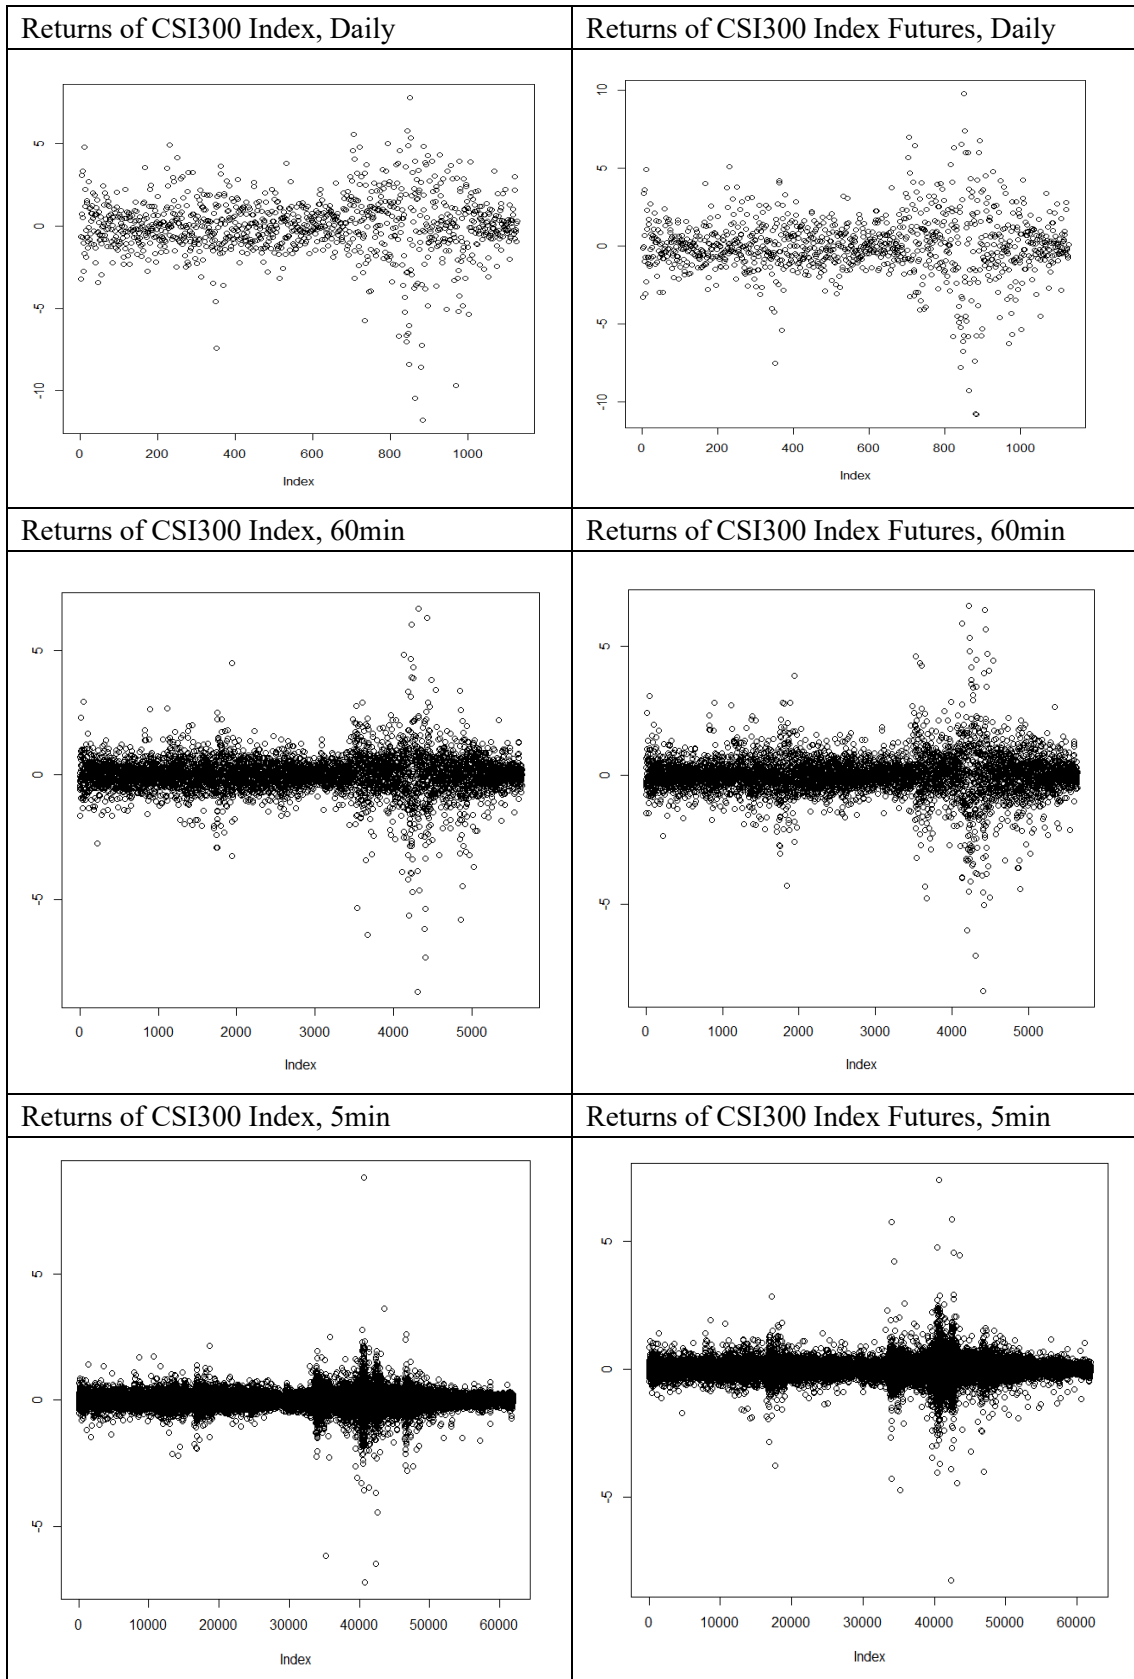 Returns of CSI300 Index, Daily
Returns of CSI300 Index Futures, Daily
5
0
-5
-10
0 200 400 600 800 1000
Index
10
5
0
-5
-10
0 200 400 600 800 1000
Index
Returns of CSI300 Index, 60min
Returns of CSI300 Index Futures, 60min
5
0
-5
0 1000 2000 3000 4000 5000
Index
5
0
-5
0 1000 2000 3000 4000 5000
Index
Returns of CSI300 Index, 5min
Returns of CSI300 Index Futures, 5min
5
0
-5
0 10000 20000 30000 40000 50000 60000
Index
5
0
-5
0 10000 20000 30000 40000 50000 60000
Index